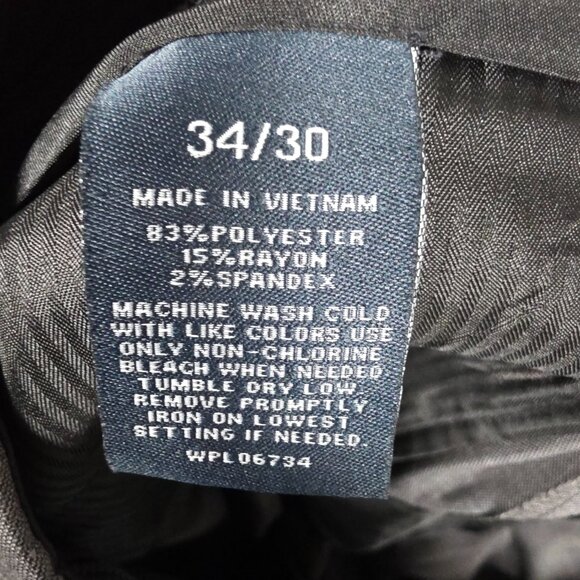 34/30
MADE IN VIETNAM
83%POLYESTER
15%RAYON
2%SPANDEX
MACHINE WASH COLD
WITH LIKE COLORS USE
ONLY NON-CHLORINE
BLEACH WHEN NEEDED
TUMBLE DRY LOW
REMOVE PROMPTLY
IRON ON LOWEST
SETTING IF NEEDED.
WPL06734